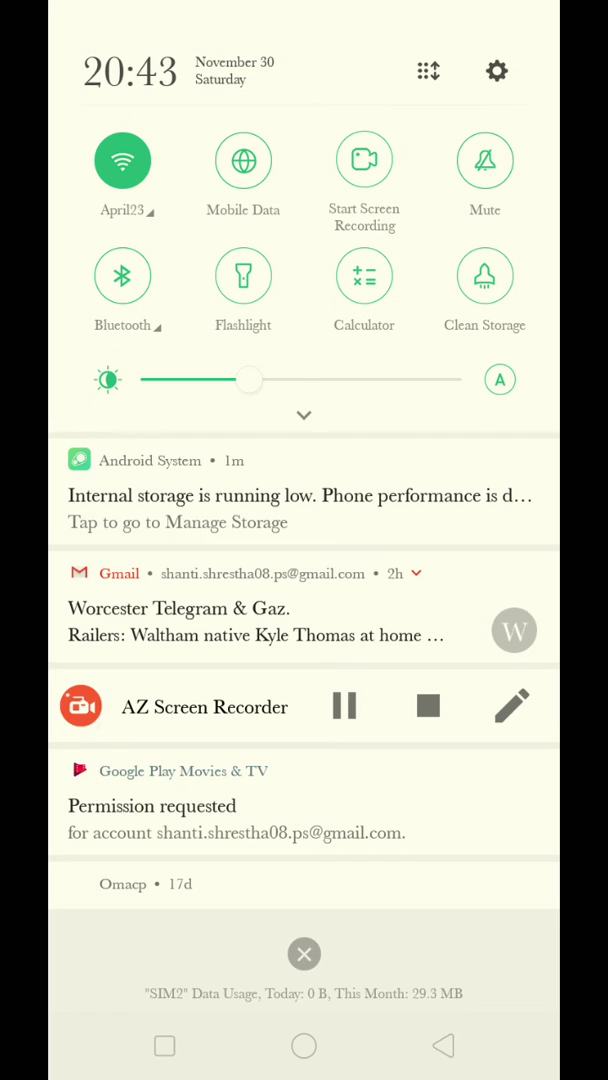 20:43
November 30
Saturday
April23
Mobile Data
Start Screen
Recording
Mute
Bluetooth
Flashlight
Calculator
Clean Storage
A
Android System • 1m
Internal storage is running low. Phone performance is d…
Tap to go to Manage Storage
Gmail • shanti.shrestha08.ps@gmail.com • 2h
Worcester Telegram & Gaz.
Railers: Waltham native Kyle Thomas at home …
W
AZ Screen Recorder
Google Play Movies & TV
Permission requested
for account shanti.shrestha08.ps@gmail.com.
Omacp • 17d
"SIM2" Data Usage, Today: 0 B, This Month: 29.3 MB